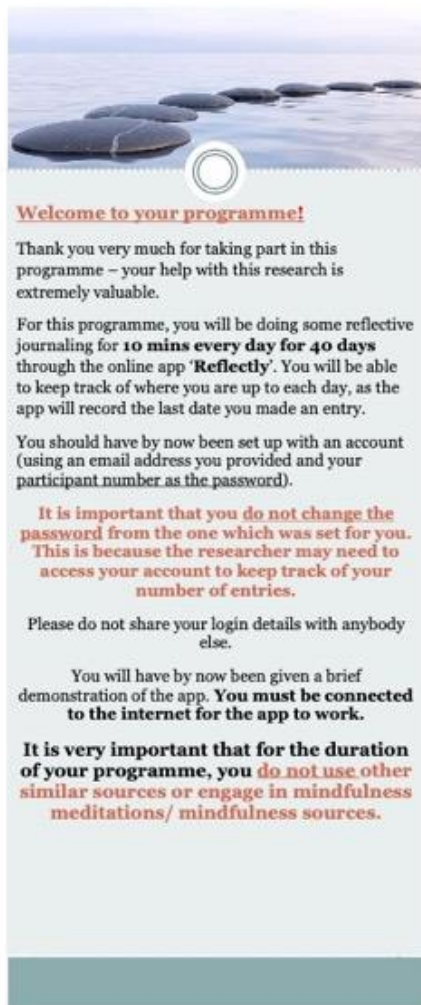 Welcome to your programme!
Thank you very much for taking part in this
programme – your help with this research is
extremely valuable.
For this programme, you will be doing some reflective
journaling for 10 mins every day for 40 days
through the online app ‘Reflectly’. You will be able
to keep track of where you are up to each day, as the
app will record the last date you made an entry.
You should have by now been set up with an account
(using an email address you provided and your
participant number as the password).
It is important that you do not change the
password from the one which was set for you.
This is because the researcher may need to
access your account to keep track of your
number of entries.
Please do not share your login details with anybody
else.
You will have by now been given a brief
demonstration of the app. You must be connected
to the internet for the app to work.
It is very important that for the duration
of your programme, you do not use other
similar sources or engage in mindfulness
meditations/ mindfulness sources.